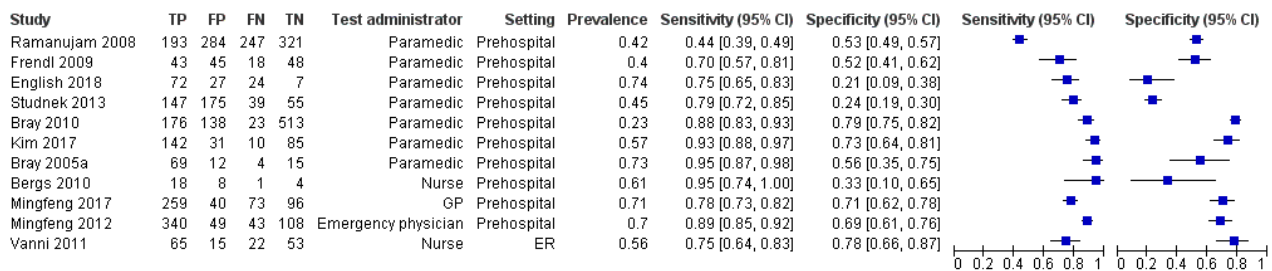 Study TP FP FN TN Test administrator Setting Prevalence Sensitivity (95% CI) Specificity (95% CI) Sensitivity (95% CI) Specificity (95% CI)
Ramanujam 2008 193 284 247 321 Paramedic Prehospital 0.42 0.44 [0.39, 0.49] 0.53 [0.49, 0.57]
Frendl 2009 43 45 18 48 Paramedic Prehospital 0.4 0.70 [0.57, 0.81] 0.52 [0.41, 0.62]
English 2018 72 27 24 7 Paramedic Prehospital 0.74 0.75 [0.65, 0.83] 0.21 [0.09, 0.38]
Studnek 2013 147 175 39 55 Paramedic Prehospital 0.45 0.79 [0.72, 0.85] 0.24 [0.19, 0.30]
Bray 2010 176 138 23 513 Paramedic Prehospital 0.23 0.88 [0.83, 0.93] 0.79 [0.75, 0.82]
Kim 2017 142 31 10 85 Paramedic Prehospital 0.57 0.93 [0.88, 0.97] 0.73 [0.64, 0.81]
Bray 2005a 69 12 4 15 Paramedic Prehospital 0.73 0.95 [0.87, 0.98] 0.56 [0.35, 0.75]
Bergs 2010 18 8 1 4 Nurse Prehospital 0.61 0.95 [0.74, 1.00] 0.33 [0.10, 0.65]
Mingfeng 2017 259 40 73 96 GP Prehospital 0.71 0.78 [0.73, 0.82] 0.71 [0.62, 0.78]
Mingfeng 2012 340 49 43 108 Emergency physician Prehospital 0.7 0.89 [0.85, 0.92] 0.69 [0.61, 0.76]
Vanni 2011 65 15 22 53 Nurse ER 0.56 0.75 [0.64, 0.83] 0.78 [0.66, 0.87]
0 0.2 0.4 0.6 0.8 1 0 0.2 0.4 0.6 0.8 1